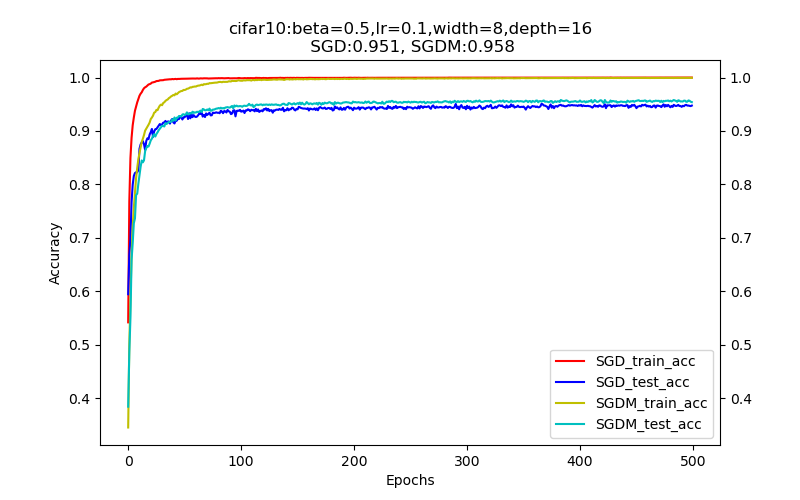 cifar10:beta=0.5,lr=0.1,width=8,depth=16
SGD:0.951, SGDM:0.958
1.0
0.9
0.8
0.7
0.6
0.5
0.4
Accuracy
1.0
0.9
0.8
0.7
0.6
0.5
0.4
SGD_train_acc
SGD_test_acc
SGDM_train_acc
SGDM_test_acc
0 100 200 300 400 500
Epochs